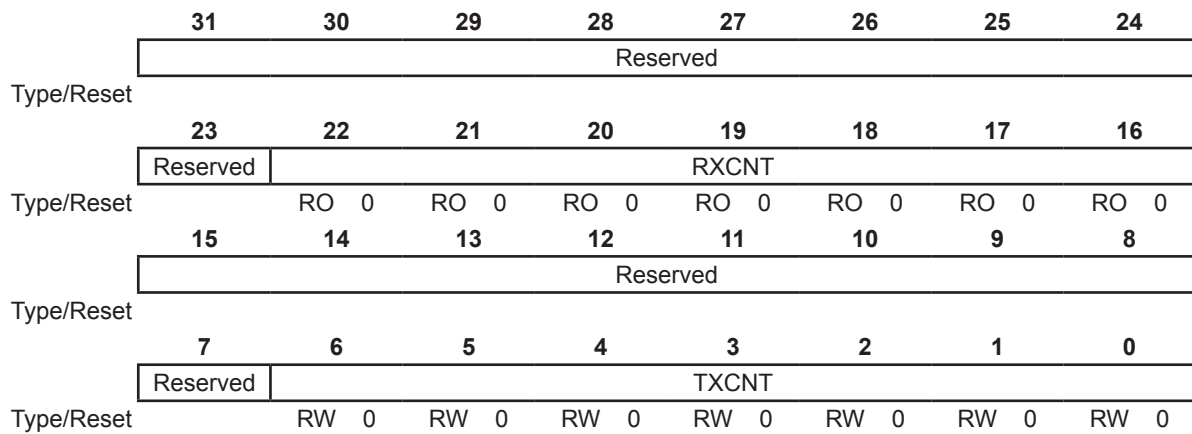 31 30 29 28 27 26 25 24
Reserved
Type/Reset
23 22 21 20 19 18 17 16
Reserved RXCNT
Type/Reset RO 0 RO 0 RO 0 RO 0 RO 0 RO 0 RO 0
15 14 13 12 11 10 9 8
Reserved
Type/Reset
7 6 5 4 3 2 1 0
Reserved TXCNT
Type/Reset RW 0 RW 0 RW 0 RW 0 RW 0 RW 0 RW 0